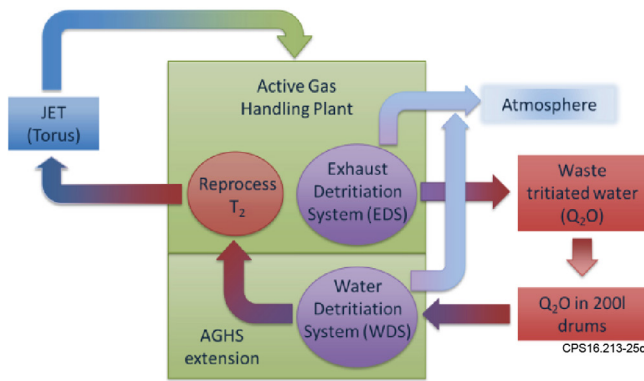 Active Gas
Handling Plant
JET
(Torus)
Atmosphere
Reprocess
T₂
Exhaust
Detritiation
System (EDS)
Waste
tritiated water
(Q₂O)
Water
Detritiation
System (WDS)
Q₂O in 200l
drums
AGHS
extension
CPS16.213-25c